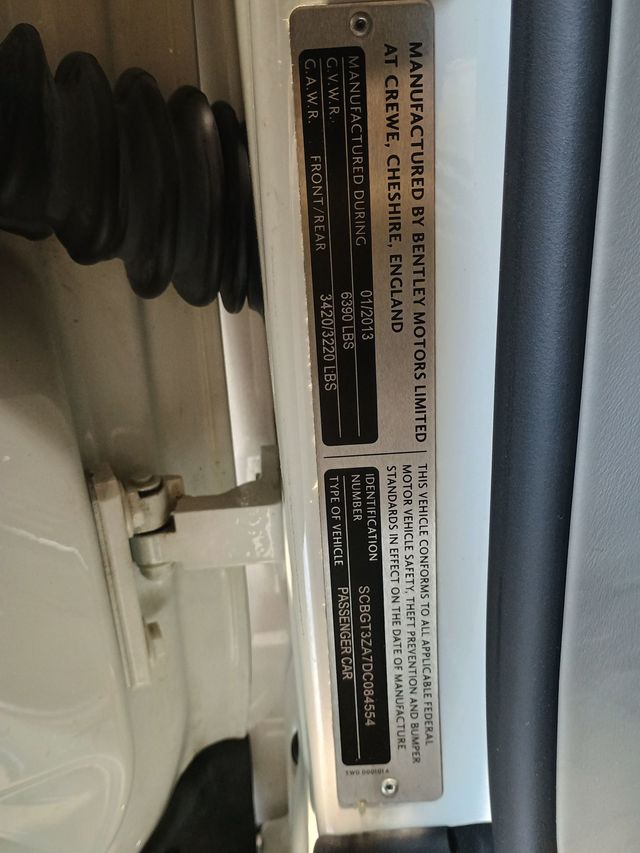 MANUFACTURED BY BENTLEY MOTORS LIMITED
AT CREWE, CHESHIRE, ENGLAND
MANUFACTURED DURING 01/2013
G.V.W.R. 6390 LBS
G.A.W.R. FRONT/REAR 3420/3220 LBS
THIS VEHICLE CONFORMS TO ALL APPLICABLE FEDERAL
MOTOR VEHICLE SAFETY, THEFT PREVENTION AND BUMPER
STANDARDS IN EFFECT ON THE DATE OF MANUFACTURE
IDENTIFICATION
NUMBER SCBGT3ZA7DC084554
TYPE OF VEHICLE PASSENGER CAR